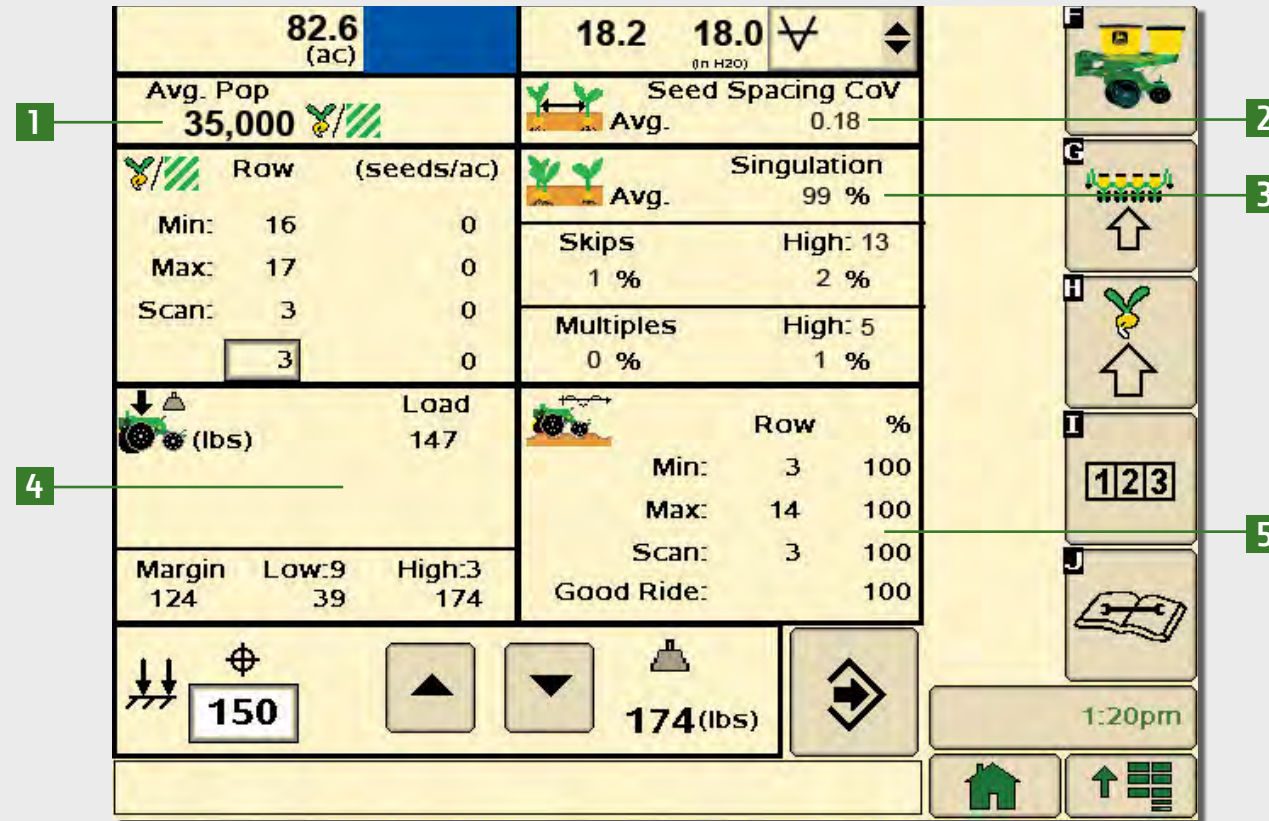 82.6
(ac)
18.2 18.0
(In H2O)
F
1
Avg. Pop
35,000
Seed Spacing CoV
Avg. 0.18
2
G
Row (seeds/ac)
Min: 16 0
Max: 17 0
Scan: 3 0
3 0
Singulation
Avg. 99 %
3
Skips High: 13
1 % 2 %
H
Multiples High: 5
0 % 1 %
4
Load
(lbs) 147
Margin Low:9 High:3
124 39 174
Row %
Min: 3 100
Max: 14 100
Scan: 3 100
Good Ride: 100
5
I
123
J
150
174(lbs)
1:20pm